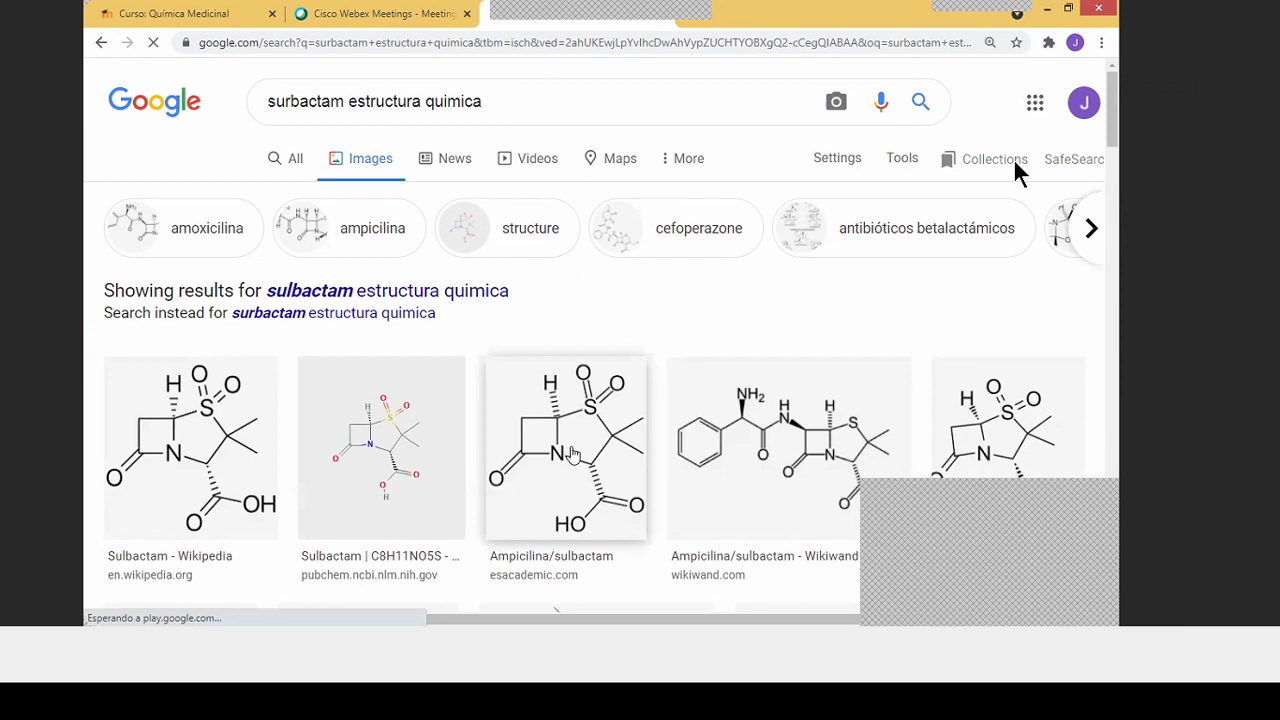 Curso: Química Medicinal
Cisco Webex Meetings - Meeting
google.com/search?q=surbactam+estructura+quimica&tbm=isch&ved=2ahUKEwjLpYvIhcDwAhVypZUCHTYOBXgQ2-cCegQIABAA&oq=surbactam+est...
J
Google
surbactam estructura quimica
J
All
Images
News
Videos
Maps
More
Settings
Tools
Collections
SafeSearc
amoxicilina
ampicilina
structure
cefoperazone
antibióticos betalactámicos
Showing results for sulbactam estructura quimica
Search instead for surbactam estructura quimica
H O O S N O O OH
H O O S N O O O H
H O O S N O O HO
NH₂ H H S N O O O
H O O S N O
Sulbactam - Wikipedia
en.wikipedia.org
Sulbactam | C8H11NO5S - ...
pubchem.ncbi.nlm.nih.gov
Ampicilina/sulbactam
esacademic.com
Ampicilina/sulbactam - Wikiwand
wikiwand.com
Esperando a play.google.com...